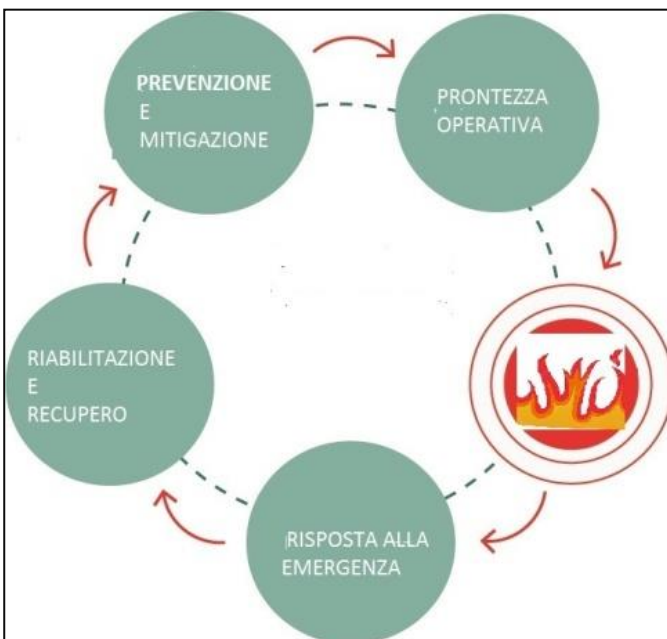 PREVENZIONE
E
MITIGAZIONE
PRONTEZZA
OPERATIVA
RISPOSTA ALLA
EMERGENZA
RIABILITAZIONE
E
RECUPERO